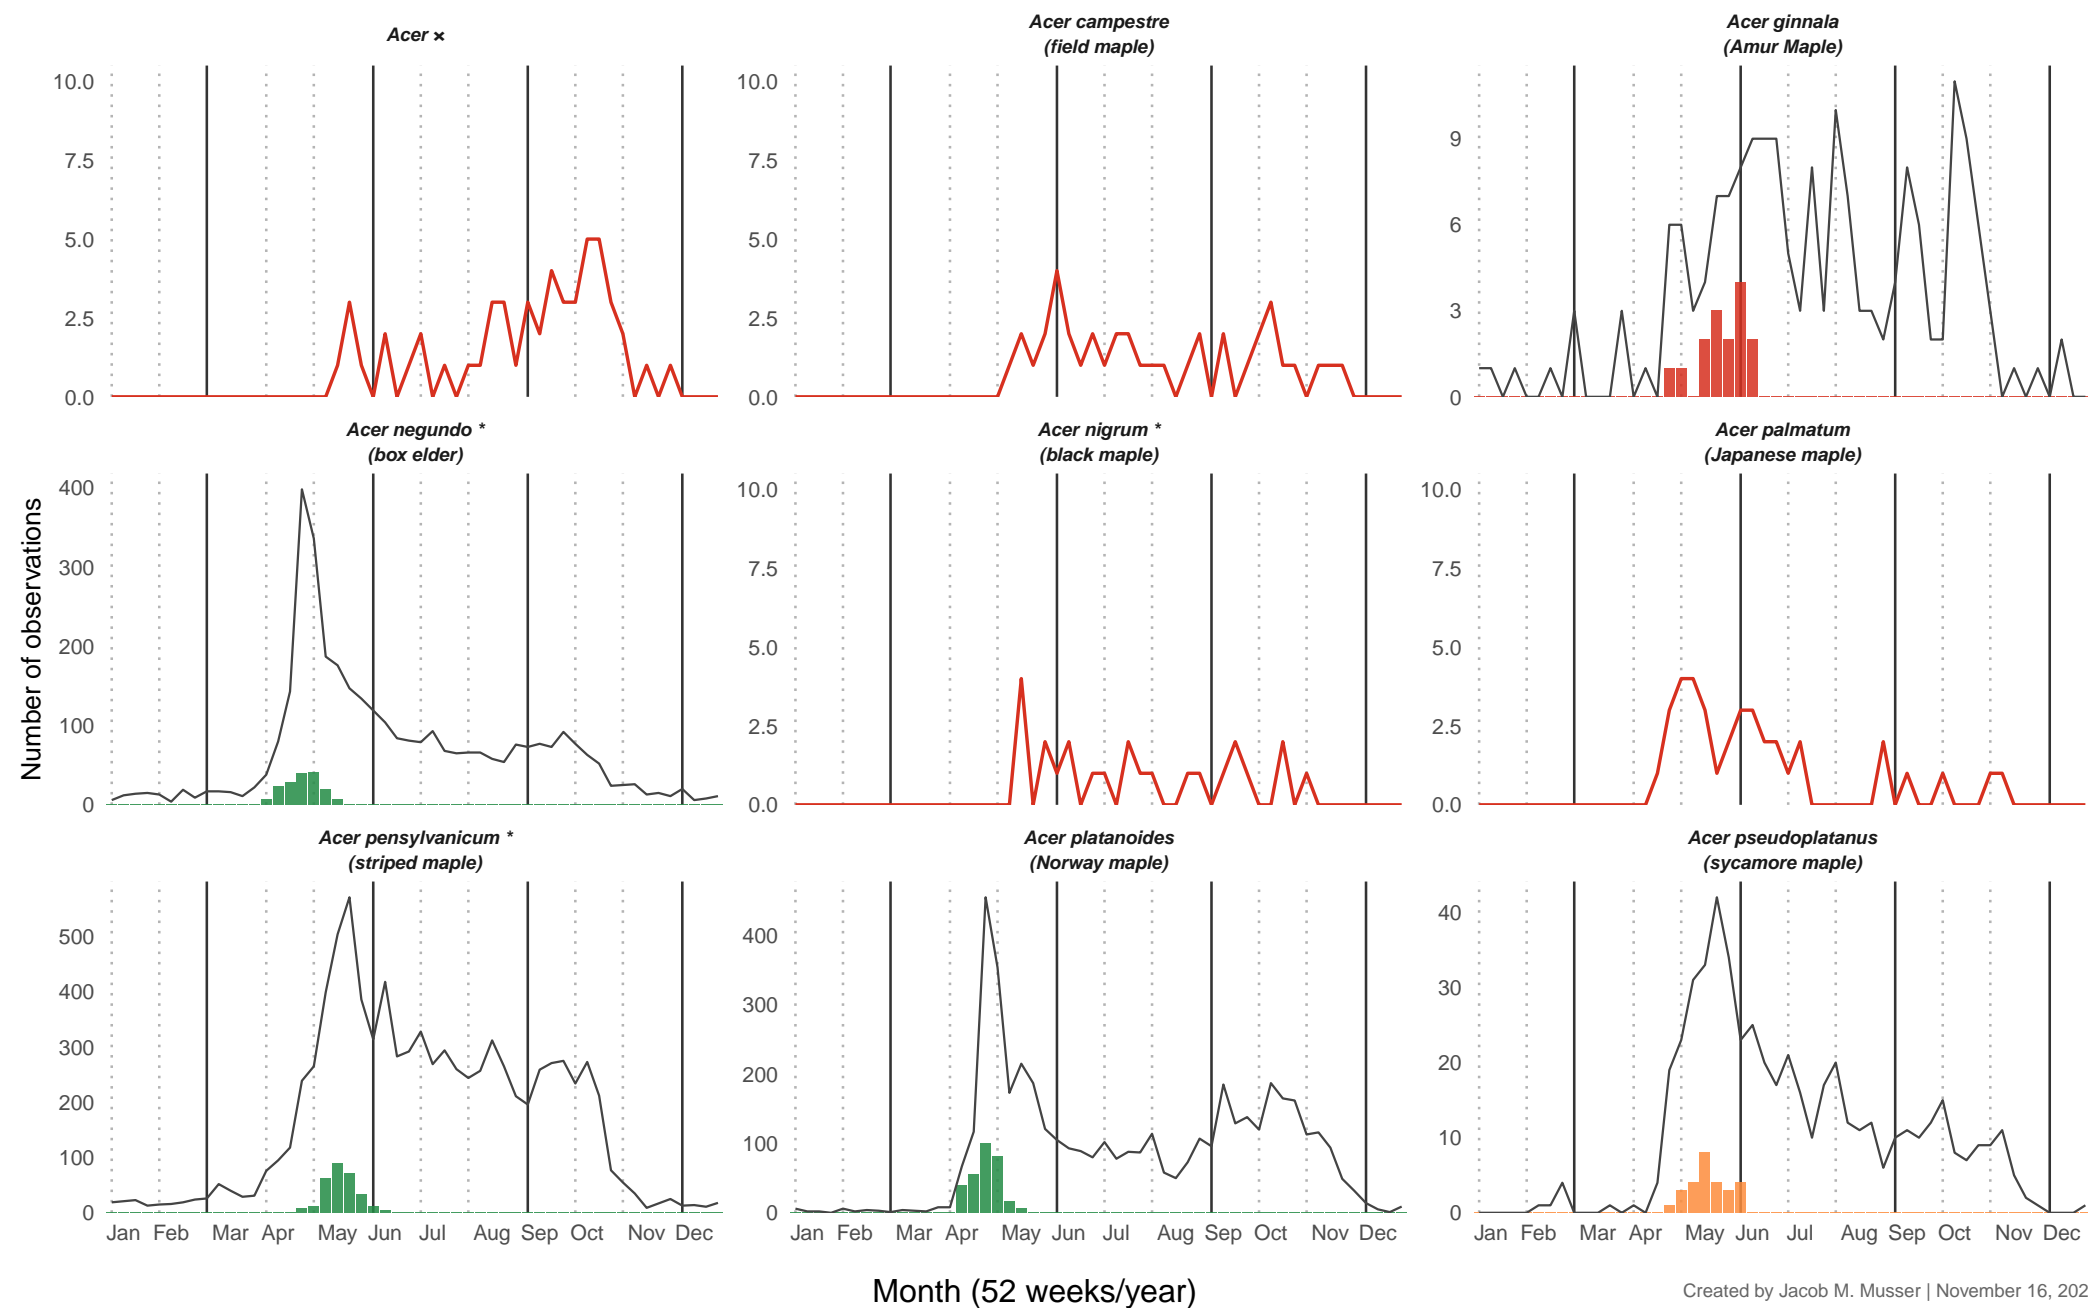 Acer ×
Acer campestre
(field maple)
Acer ginnala
(Amur Maple)
10.0
7.5
5.0
2.5
0.0
10.0
7.5
5.0
2.5
0.0
9
6
3
0
Acer negundo *
(box elder)
Acer nigrum *
(black maple)
Acer palmatum
(Japanese maple)
Number of observations
400
300
200
100
0
10.0
7.5
5.0
2.5
0.0
10.0
7.5
5.0
2.5
0.0
Acer pensylvanicum *
(striped maple)
Acer platanoides
(Norway maple)
Acer pseudoplatanus
(sycamore maple)
500
400
300
200
100
0
400
300
200
100
0
40
30
20
10
0
Jan Feb Mar Apr May Jun Jul Aug Sep Oct Nov Dec
Jan Feb Mar Apr May Jun Jul Aug Sep Oct Nov Dec
Jan Feb Mar Apr May Jun Jul Aug Sep Oct Nov Dec
Month (52 weeks/year)
Created by Jacob M. Musser | November 16, 202